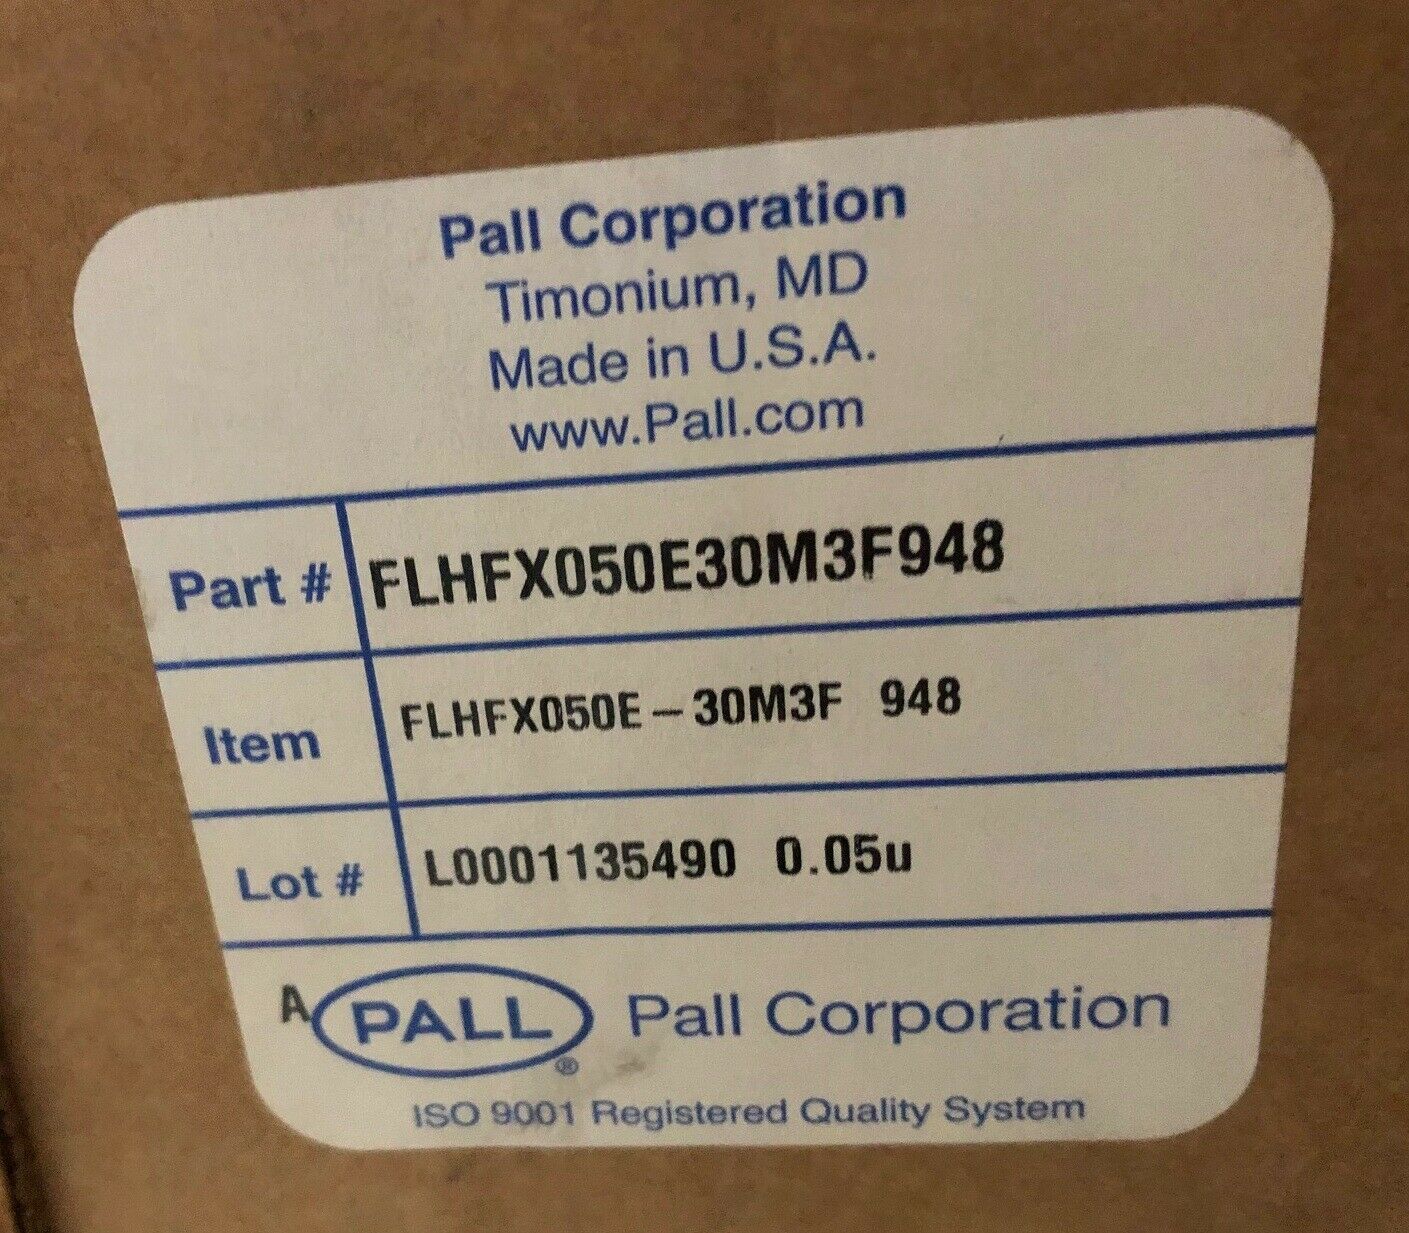 Pall Corporation
Timonium, MD
Made in U.S.A.
www.Pall.com
Part # FLHFX050E30M3F948
Item FLHFX050E-30M3F 948
Lot # L0001135490 0.05u
A PALL® Pall Corporation
ISO 9001 Registered Quality System